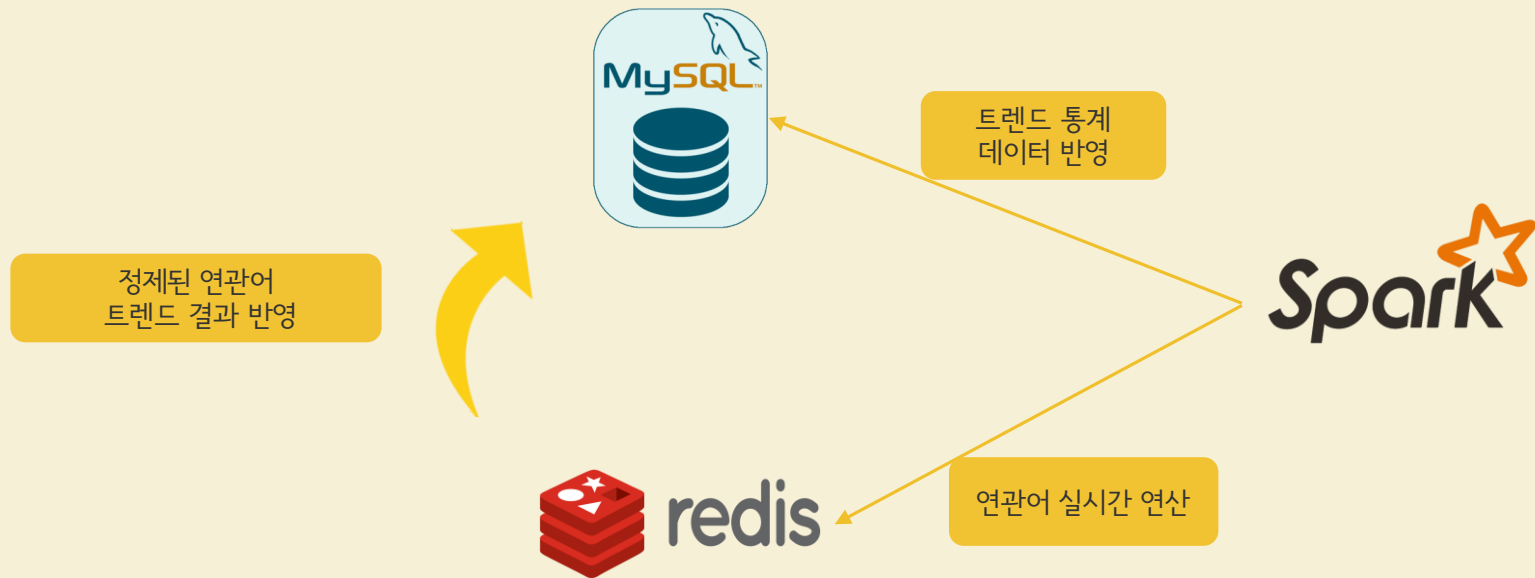 MySQL™
트렌드 통계
데이터 반영
정제된 연관어
트렌드 결과 반영
Spark
redis
연관어 실시간 연산